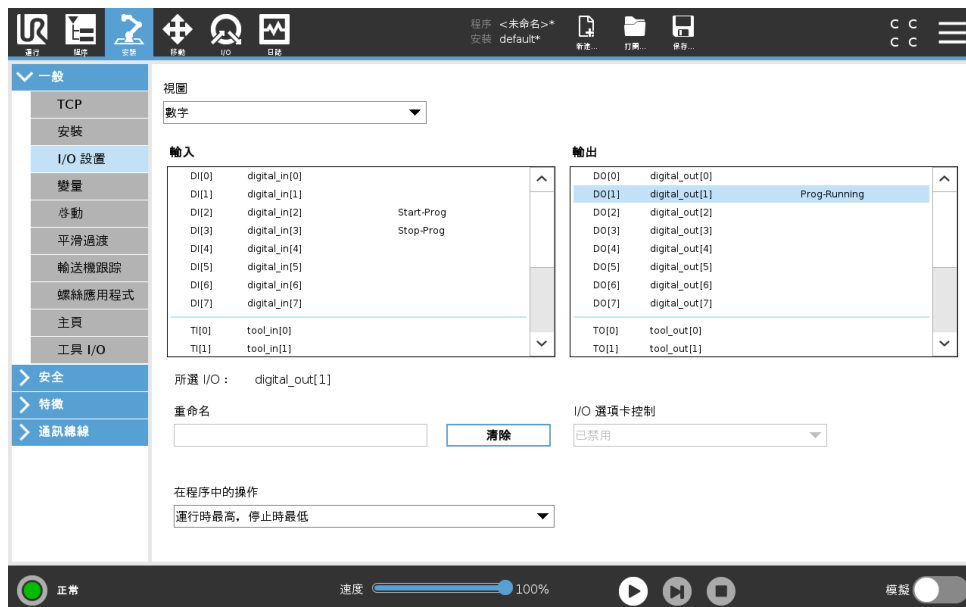 UR
程序 <未命名>*
安裝 default*
運行
程序
安裝
移動
I/O
日誌
新建...
打開...
保存...
C C
C C
一般
TCP
安裝
I/O 設置
變量
啓動
平滑過渡
輸送機跟踪
螺絲應用程式
主頁
工具 I/O
安全
特徵
通訊總線
視圖
數字
輸入
DI[0] digital_in[0]
DI[1] digital_in[1]
DI[2] digital_in[2] Start-Prog
DI[3] digital_in[3] Stop-Prog
DI[4] digital_in[4]
DI[5] digital_in[5]
DI[6] digital_in[6]
DI[7] digital_in[7]
TI[0] tool_in[0]
TI[1] tool_in[1]
輸出
DO[0] digital_out[0]
DO[1] digital_out[1] Prog-Running
DO[2] digital_out[2]
DO[3] digital_out[3]
DO[4] digital_out[4]
DO[5] digital_out[5]
DO[6] digital_out[6]
DO[7] digital_out[7]
TO[0] tool_out[0]
TO[1] tool_out[1]
所選 I/O： digital_out[1]
重命名
清除
I/O 選項卡控制
已禁用
在程序中的操作
運行時最高，停止時最低
正常
速度 100%
模擬